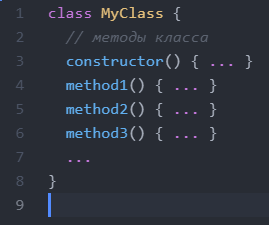 1 class MyClass {
2 // методы класса
3 constructor() { ... }
4 method1() { ... }
5 method2() { ... }
6 method3() { ... }
7 ...
8 }
9